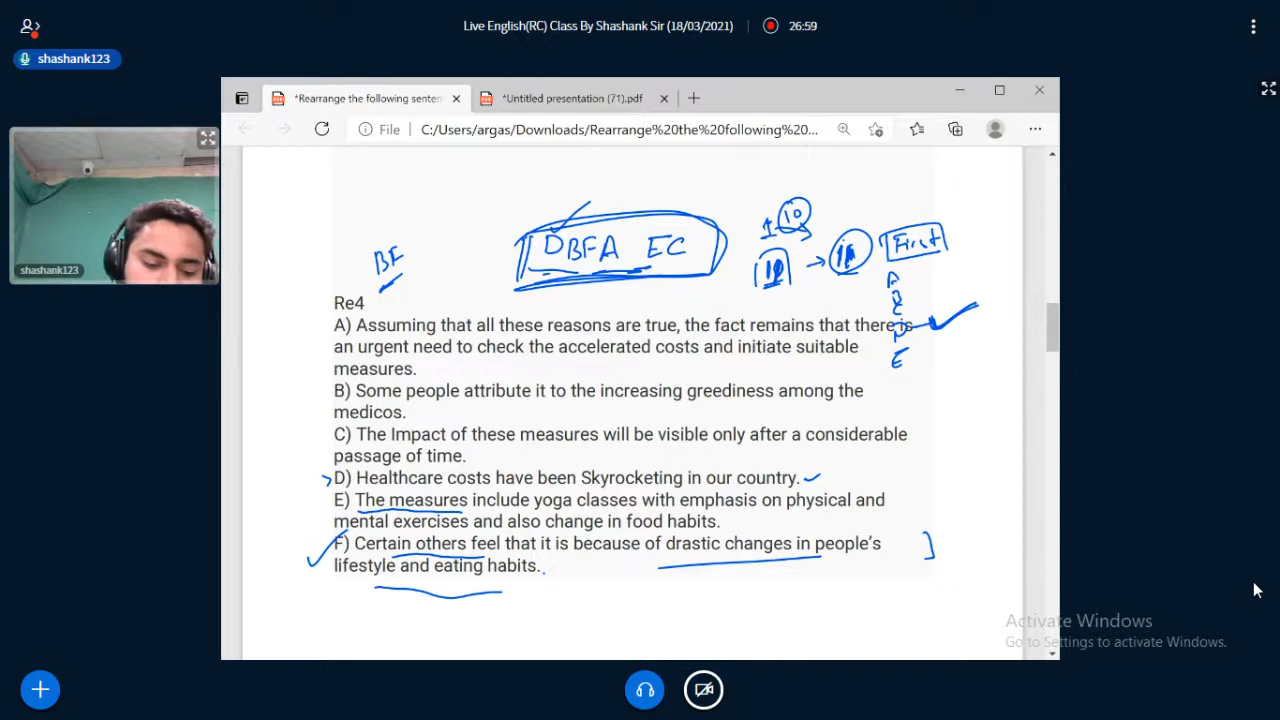 Live English(RC) Class By Shashank Sir (18/03/2021)
26:59
shashank123
*Rearrange the following senten
*Untitled presentation (71).pdf
File
C:/Users/argas/Downloads/Rearrange%20the%20following%20...
shashank123
10
DBFA EC
First
BF
A
B
C
D
E
Re4
A) Assuming that all these reasons are true, the fact remains that there is
an urgent need to check the accelerated costs and initiate suitable
measures.
B) Some people attribute it to the increasing greediness among the
medicos.
C) The Impact of these measures will be visible only after a considerable
passage of time.
D) Healthcare costs have been Skyrocketing in our country.
E) The measures include yoga classes with emphasis on physical and
mental exercises and also change in food habits.
F) Certain others feel that it is because of drastic changes in people's
lifestyle and eating habits.
Activate Windows
Go to Settings to activate Windows.